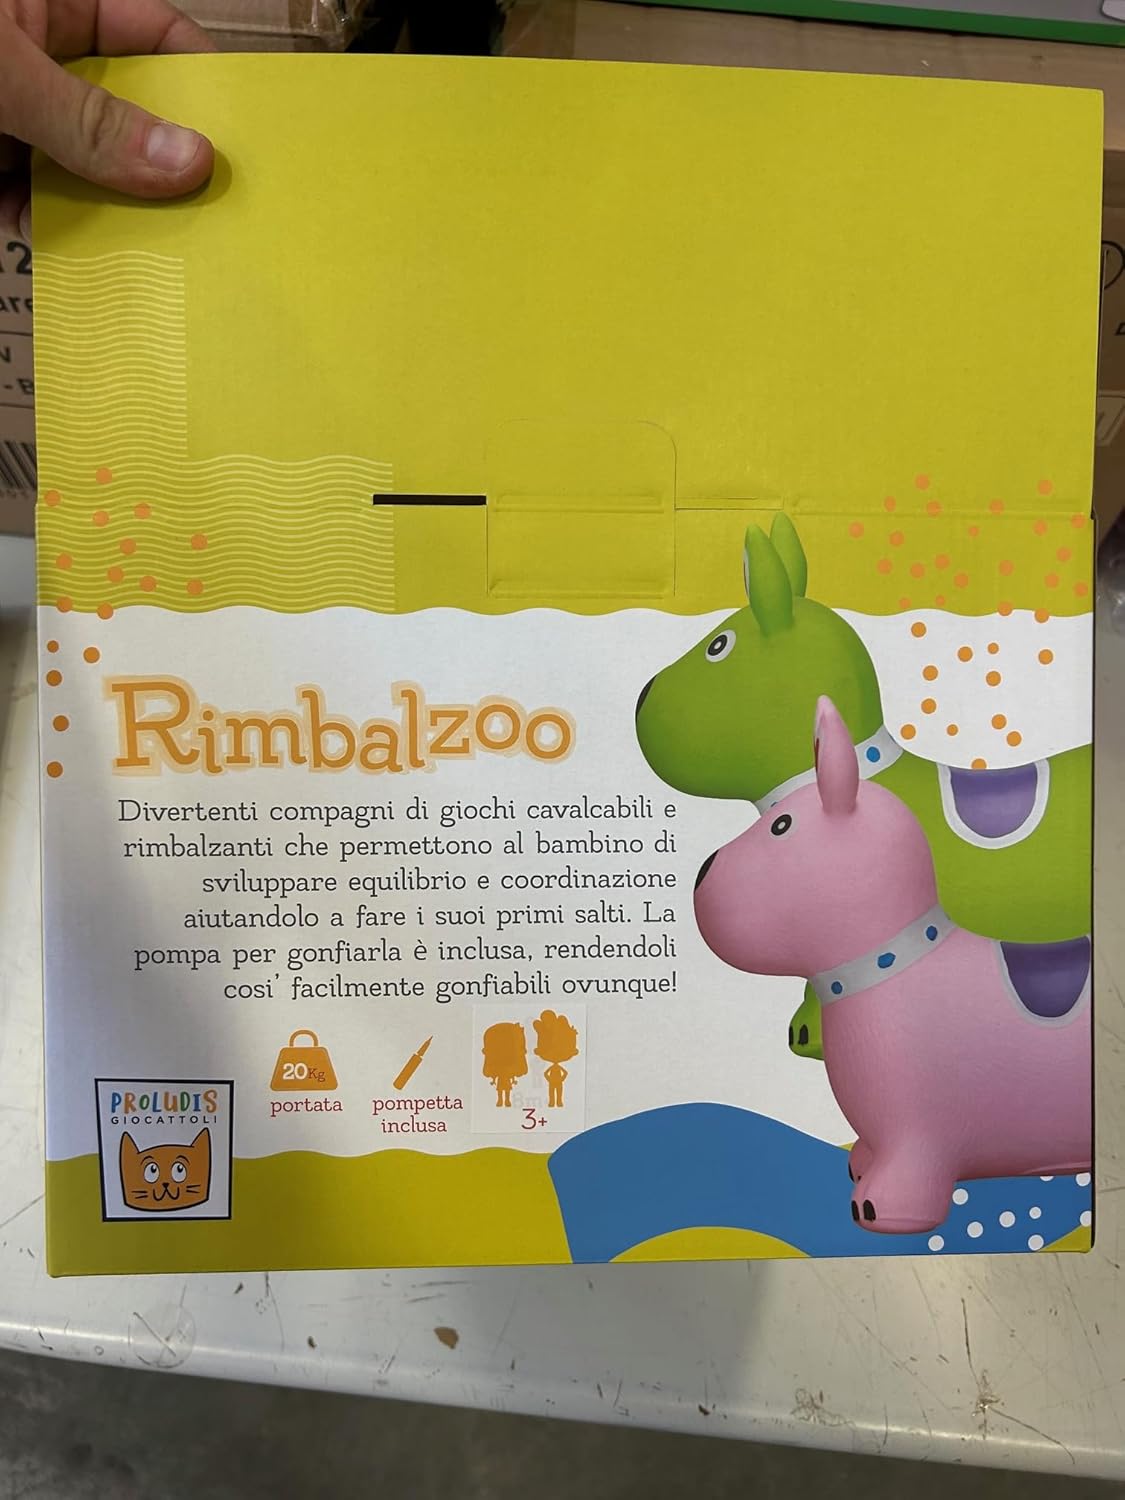 Rimbalzoo
Divertenti compagni di giochi cavalcabili e
rimbalzanti che permettono al bambino di
sviluppare equilibrio e coordinazione
aiutandolo a fare i suoi primi salti. La
pompa per gonfiarla è inclusa, rendendoli
cosi' facilmente gonfiabili ovunque!
20Kg
portata
pompetta
inclusa
3+
PROLUDIS
GIOCATTOLI